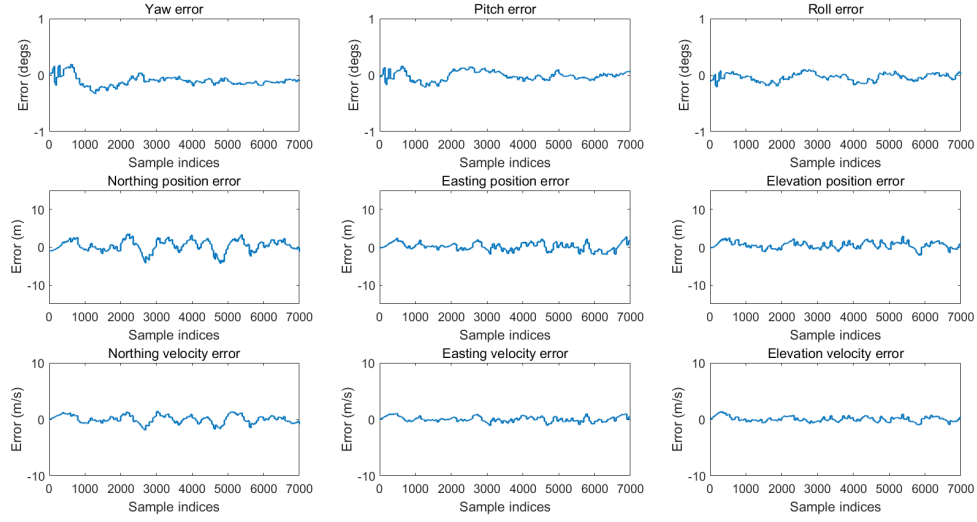 Yaw error Pitch error Roll error
1 1 1
Error (degs) 0 Error (degs) 0 Error (degs) 0
-1 -1 -1
0 1000 2000 3000 4000 5000 6000 7000 0 1000 2000 3000 4000 5000 6000 7000 0 1000 2000 3000 4000 5000 6000 7000
Sample indices Sample indices Sample indices
Northing position error Easting position error Elevation position error
10 10 10
Error (m) 0 Error (m) 0 Error (m) 0
-10 -10 -10
0 1000 2000 3000 4000 5000 6000 7000 0 1000 2000 3000 4000 5000 6000 7000 0 1000 2000 3000 4000 5000 6000 7000
Sample indices Sample indices Sample indices
Northing velocity error Easting velocity error Elevation velocity error
10 10 10
Error (m/s) 0 Error (m/s) 0 Error (m/s) 0
-10 -10 -10
0 1000 2000 3000 4000 5000 6000 7000 0 1000 2000 3000 4000 5000 6000 7000 0 1000 2000 3000 4000 5000 6000 7000
Sample indices Sample indices Sample indices